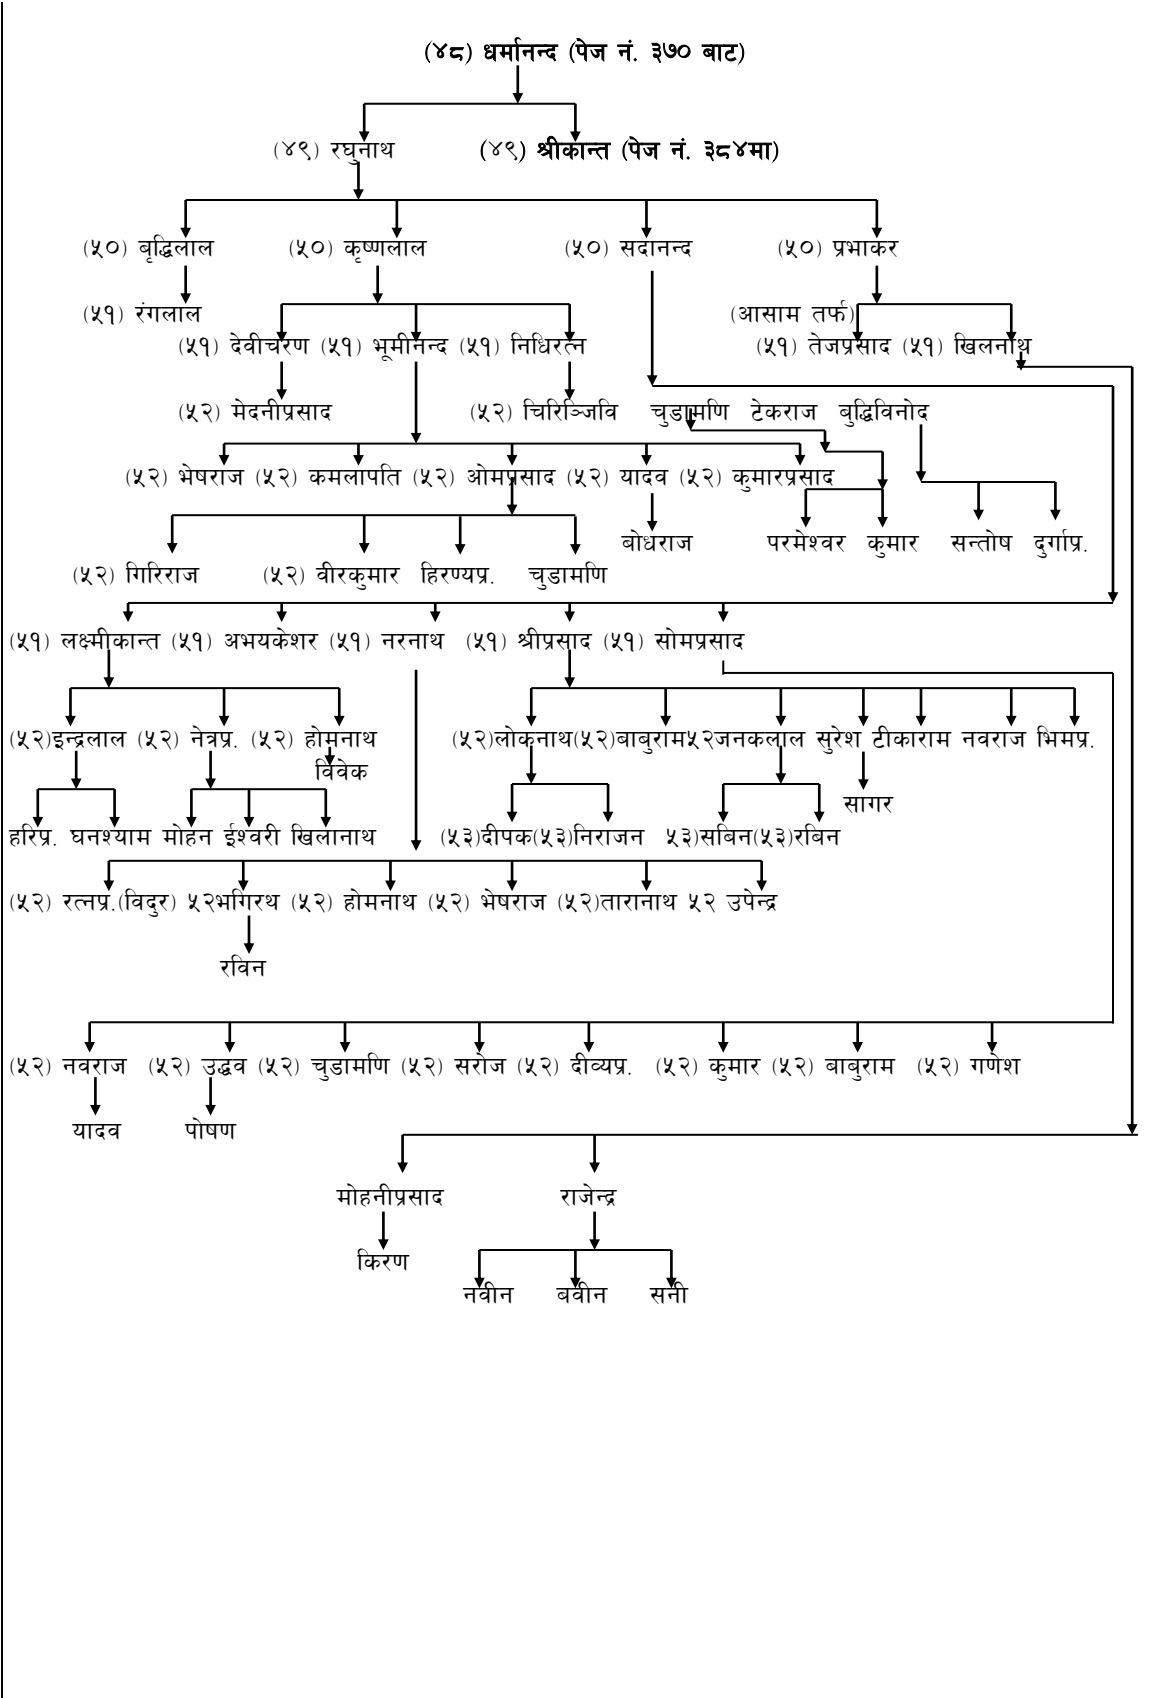 (४८) धर्मानन्द (पेज नं. ३७० बाट)
(४९) रघुनाथ (४९) श्रीकान्त (पेज नं. ३८४मा)
(५०) बृद्धिलाल (५०) कृष्णलाल (५०) सदानन्द (५०) प्रभाकर
(५१) रंगलाल (आसाम तर्फ)
(५१) देवीचरण (५१) भूमीनन्द (५१) निधिरत्न (५१) तेजप्रसाद (५१) खिलनाथ
(५२) मेदनीप्रसाद (५२) चिरिञ्जिवि चुडामणि टेकराज बुद्धिविनोद
(५२) भेषराज (५२) कमलापति (५२) ओमप्रसाद (५२) यादव (५२) कुमारप्रसाद
बोधराज परमेश्वर कुमार सन्तोष दुर्गाप्र.
(५२) गिरिराज (५२) वीरकुमार हिरण्यप्र. चुडामणि
(५१) लक्ष्मीकान्त (५१) अभयकेशर (५१) नरनाथ (५१) श्रीप्रसाद (५१) सोमप्रसाद
(५२)इन्द्रलाल (५२) नेत्रप्र. (५२) होमनाथ (५२)लोकनाथ(५२)बाबुराम५२जनकलाल सुरेश टीकाराम नवराज भिमप्र.
विवेक
सागर
हरिप्र. घनश्याम मोहन ईश्वरी खिलानाथ (५३)दीपक(५३)निराजन ५३)सबिन(५३)रबिन
(५२) रत्नप्र.(विदुर) ५२भगिरथ (५२) होमनाथ (५२) भेषराज (५२)तारानाथ ५२ उपेन्द्र
रविन
(५२) नवराज (५२) उद्धव (५२) चुडामणि (५२) सरोज (५२) दीव्यप्र. (५२) कुमार (५२) बाबुराम (५२) गणेश
यादव पोषण
मोहनीप्रसाद राजेन्द्र
किरण
नवीन बवीन सनी